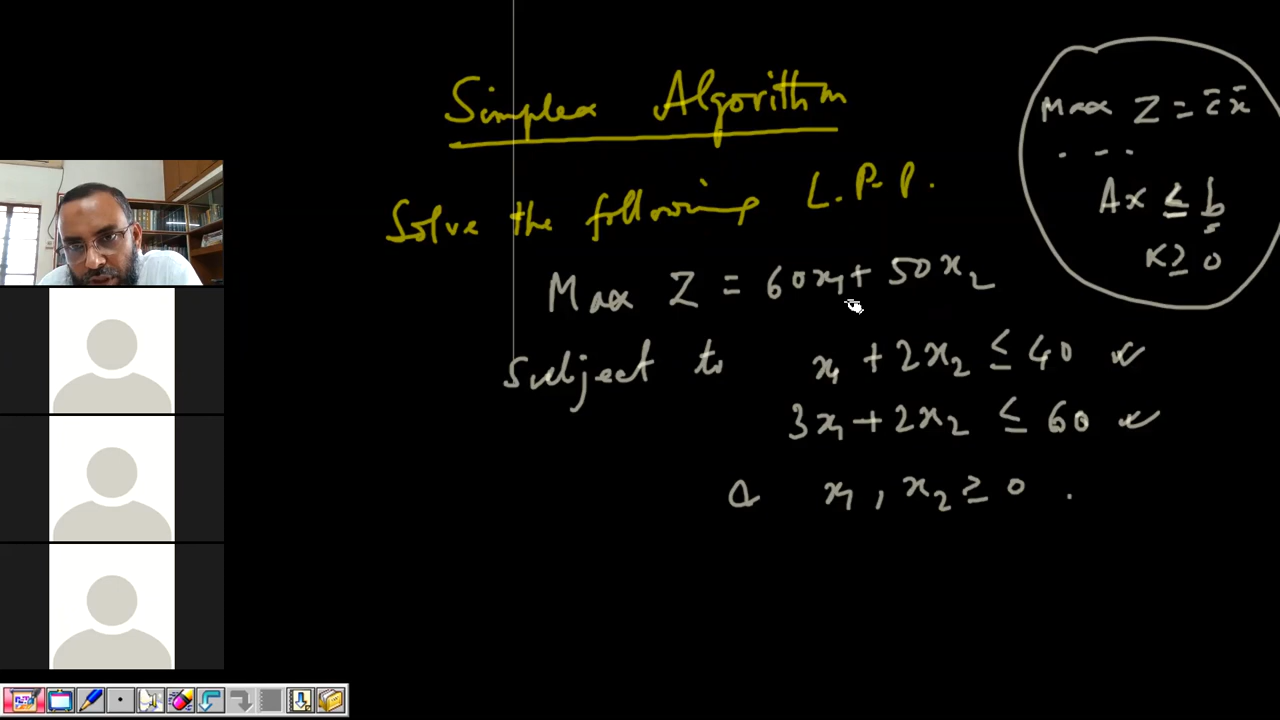 Simplex Algorithm
Solve the following L.P.P.
Max Z = 60x₁ + 50x₂
Subject to x₁ + 2x₂ ≤ 40
3x₁ + 2x₂ ≤ 60
& x₁, x₂ ≥ 0.
Max Z = c̄ x̄
. . . .
Ax ≤ b
x ≥ 0